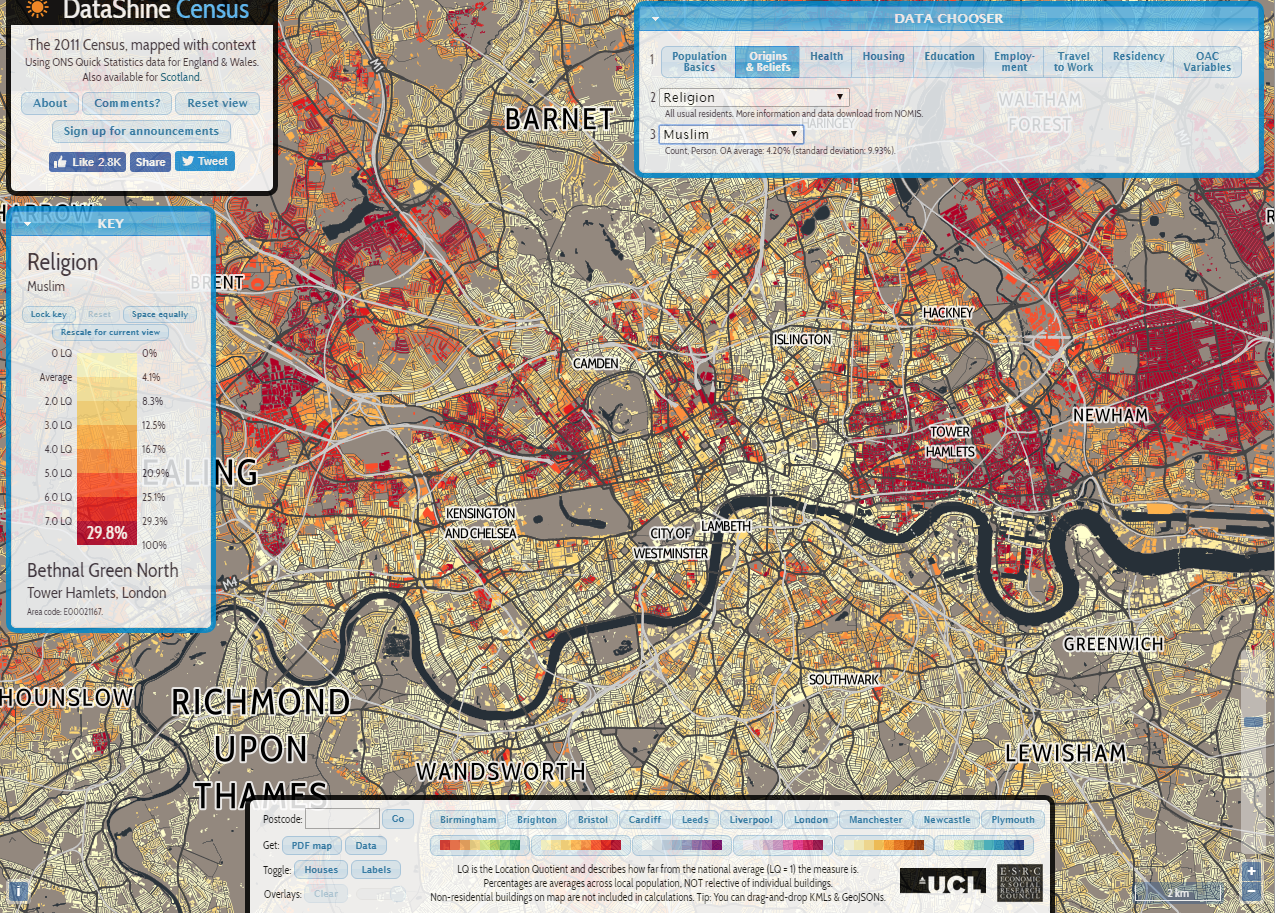 DataShine Census
The 2011 Census, mapped with context
Using ONS Quick Statistics data for England & Wales.
Also available for Scotland.
About
Comments?
Reset view
Sign up for announcements
Like 2.8K
Share
Tweet
DATA CHOOSER
1
Population Basics
Origins & Beliefs
Health
Housing
Education
Employ-ment
Travel to Work
Residency
OAC Variables
2 Religion
All usual residents. More information and data download from NOMIS.
3 Muslim
Count, Person. OA average: 4.20% (standard deviation: 9.93%).
KEY
Religion
Muslim
Lock key
Reset
Space equally
Rescale for current view
0 LQ 0%
Average 4.1%
2.0 LQ 8.3%
3.0 LQ 12.5%
4.0 LQ 16.7%
5.0 LQ 20.9%
6.0 LQ 25.1%
7.0 LQ 29.3%
29.8%
100%
Bethnal Green North
Tower Hamlets, London
Area code: E00021167.
M1
BARNET
HARINGEY
WALTHAM
FOREST
HARROW
BRENT
HACKNEY
ISLINGTON
CAMDEN
NEWHAM
TOWER
HAMLETS
EALING
KENSINGTON
AND CHELSEA
LAMBETH
CITY OF
WESTMINSTER
M4
GREENWICH
SOUTHWARK
HOUNSLOW
RICHMOND
UPON
THAMES
WANDSWORTH
LEWISHAM
Postcode:
Go
Get:
PDF map
Data
Toggle:
Houses
Labels
Overlays:
Clear
Birmingham
Brighton
Bristol
Cardiff
Leeds
Liverpool
London
Manchester
Newcastle
Plymouth
LQ is the Location Quotient and describes how far from the national average (LQ = 1) the measure is.
Percentages are averages across local population, NOT relective of individual buildings.
Non-residential buildings on map are not included in calculations. Tip: You can drag-and-drop KMLs & GeoJSONs.
UCL
E·S·R·C
ECONOMIC
& SOCIAL
RESEARCH
COUNCIL
2 km
+
−
i